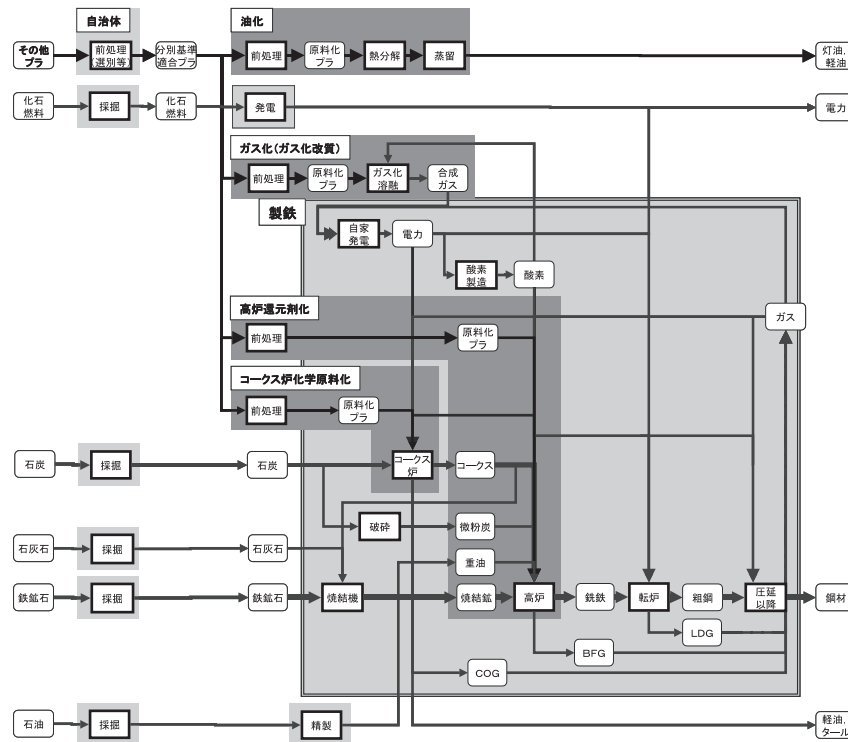 自治体
油化
その他
プラ
前処理
(選別等)
分別基準
適合プラ
前処理
原料化
プラ
熱分解
蒸留
灯油,
軽油
化石
燃料
採掘
化石
燃料
発電
電力
ガス化(ガス化改質)
前処理
原料化
プラ
ガス化
溶融
合成
ガス
製鉄
自家
発電
電力
酸素
製造
酸素
高炉還元剤化
ガス
前処理
原料化
プラ
コークス炉化学原料化
前処理
原料化
プラ
石炭
採掘
石炭
コークス
炉
コークス
破砕
微粉炭
石灰石
採掘
石灰石
重油
鉄鉱石
採掘
鉄鉱石
焼結機
焼結鉱
高炉
銑鉄
転炉
粗鋼
圧延
以降
鋼材
LDG
BFG
COG
石油
採掘
精製
軽油,
タール